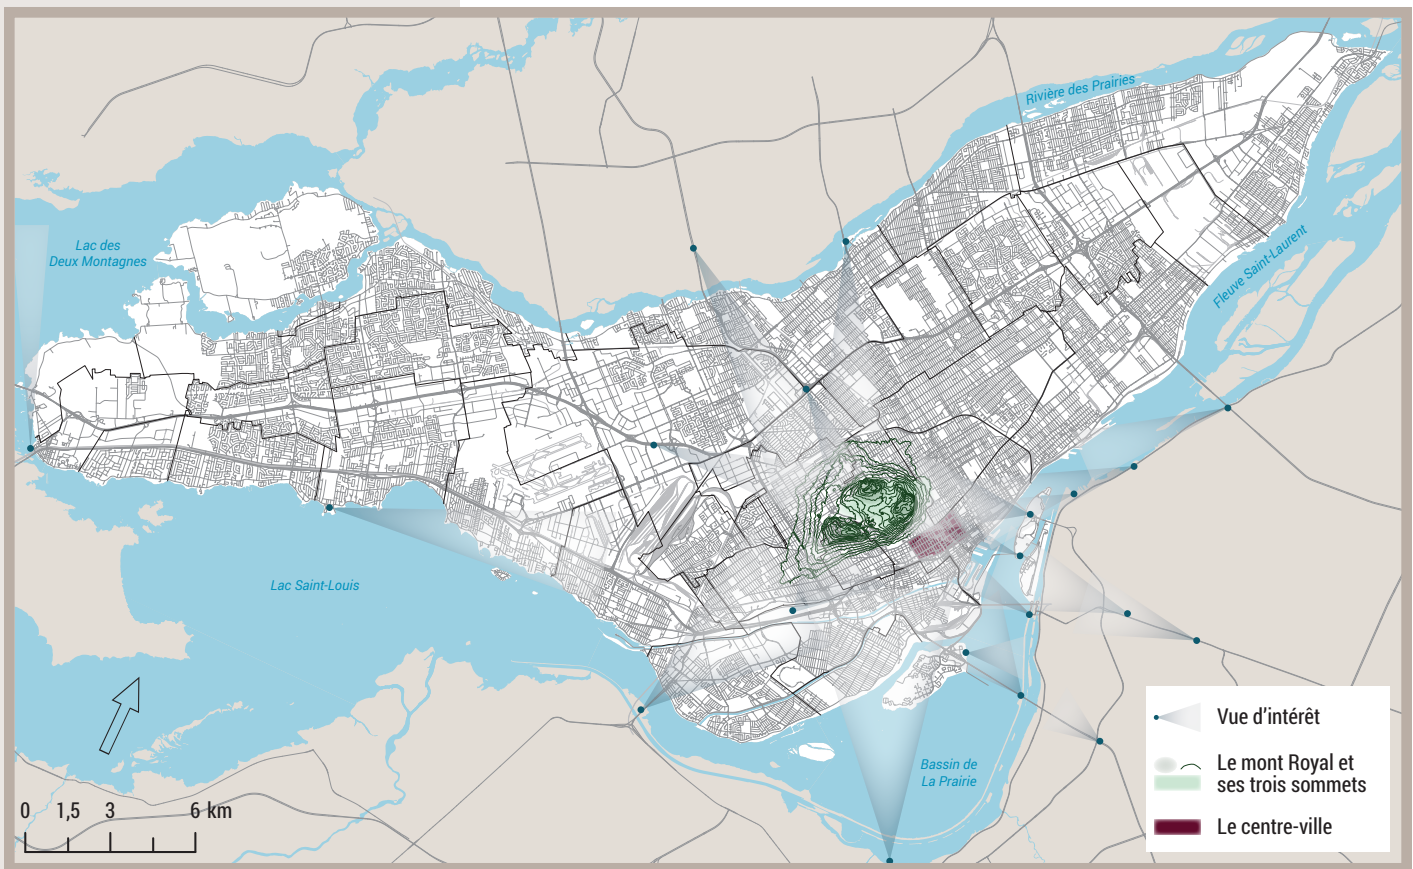 Rivière des Prairies
Lac des
Deux Montagnes
Fleuve Saint-Laurent
Lac Saint-Louis
Bassin de
La Prairie
Vue d'intérêt
Le mont Royal et
ses trois sommets
Le centre-ville
0 1,5 3 6 km